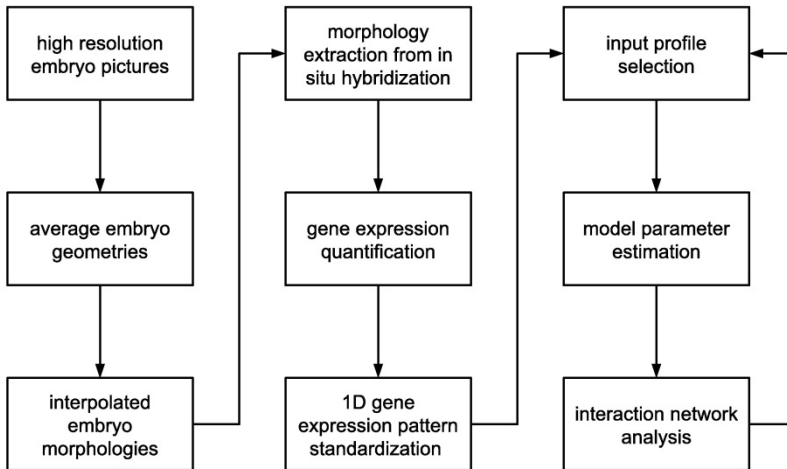 high resolution
embryo pictures
average embryo
geometries
interpolated
embryo
morphologies
morphology
extraction from in
situ hybridization
gene expression
quantification
1D gene
expression pattern
standardization
input profile
selection
model parameter
estimation
interaction network
analysis